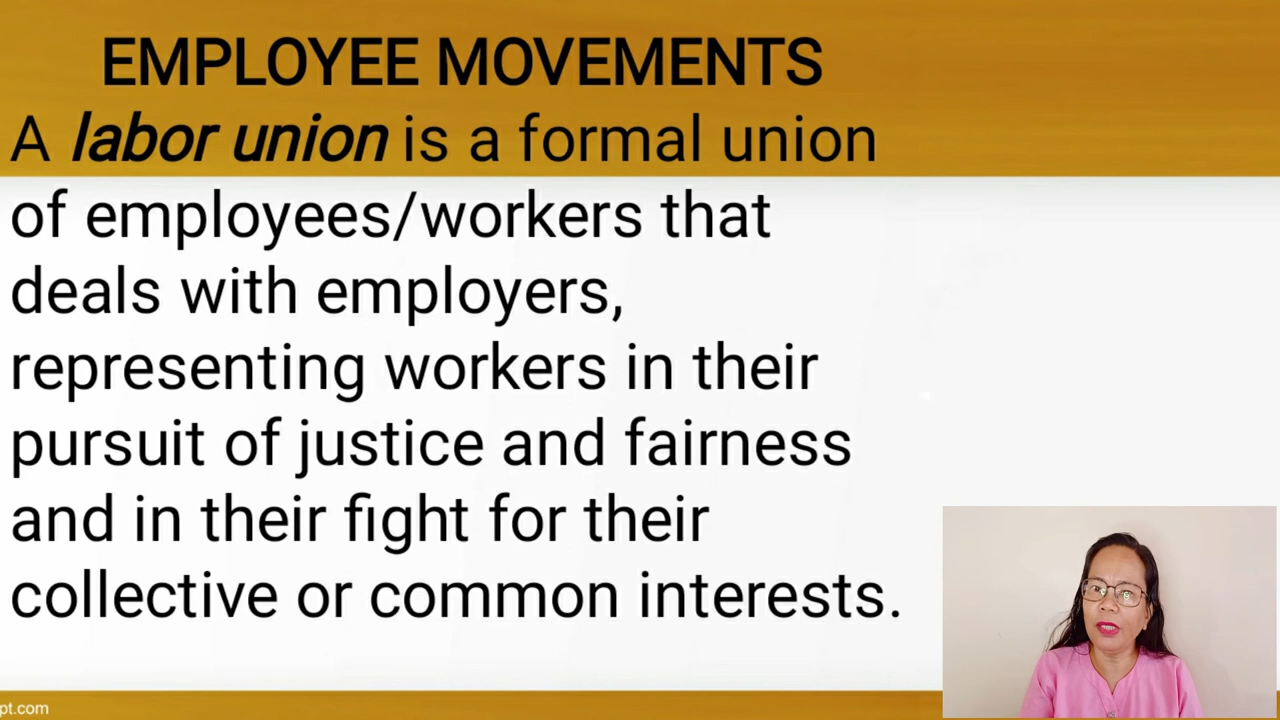 EMPLOYEE MOVEMENTS
A labor union is a formal union
of employees/workers that
deals with employers,
representing workers in their
pursuit of justice and fairness
and in their fight for their
collective or common interests.
pt.com